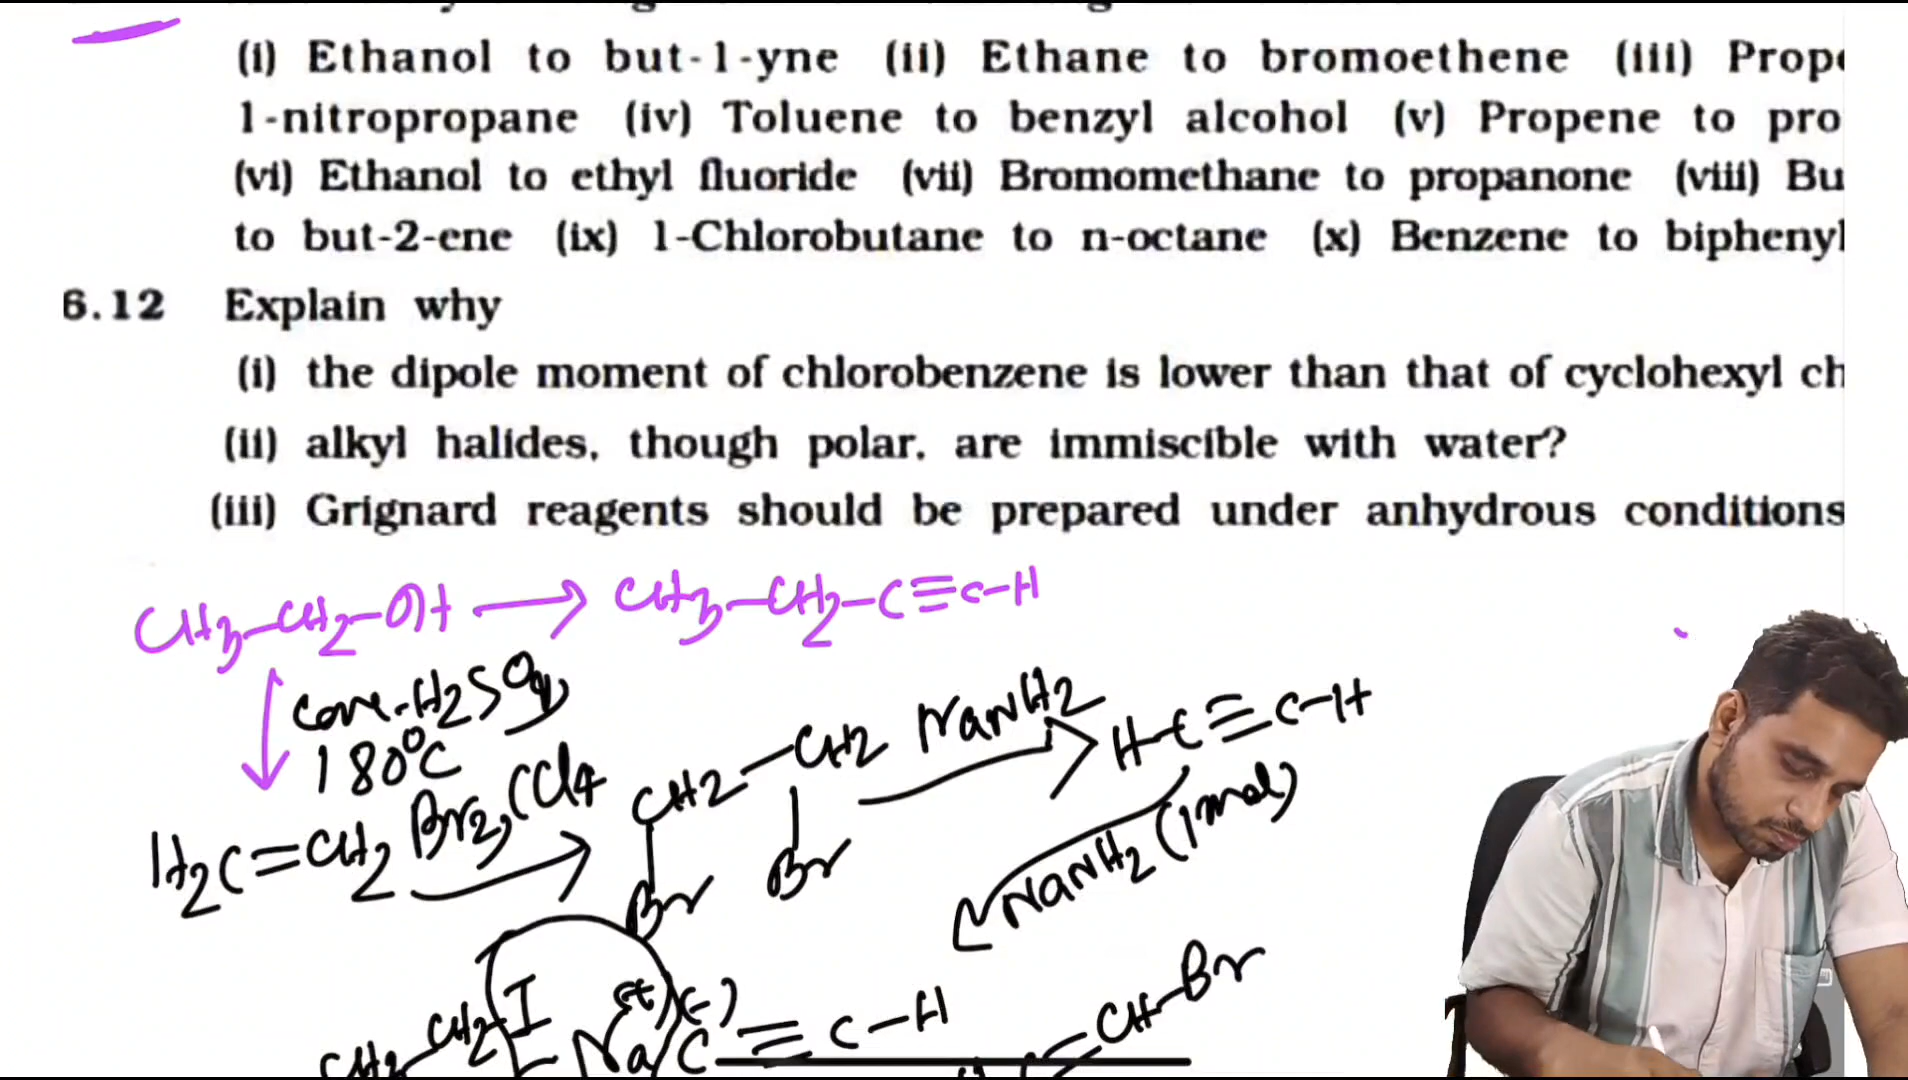 (i) Ethanol to but-1-yne (ii) Ethane to bromoethene (iii)
1-nitropropane (iv) Toluene to benzyl alcohol (v) Propene to
(vi) Ethanol to ethyl fluoride (vii) Bromomethane to propanone (viii)
to but-2-ene (ix) 1-Chlorobutane to n-octane (x) Benzene to biphenyl
6.12 Explain why
(i) the dipole moment of chlorobenzene is lower than that of cyclohexyl
(ii) alkyl halides, though polar, are immiscible with water?
(iii) Grignard reagents should be prepared under anhydrous conditions
CH3-CH2-OH → CH3-CH2-C≡C-H
conc.H2SO4
180°C
CH2-CH2 NaNH2 → H-C≡C-H
Br Br
H2C=CH2 Br2, CCl4 →
NaNH2 (1mol)
CH-Br
CH2 I Na (+) (-) C≡C-H